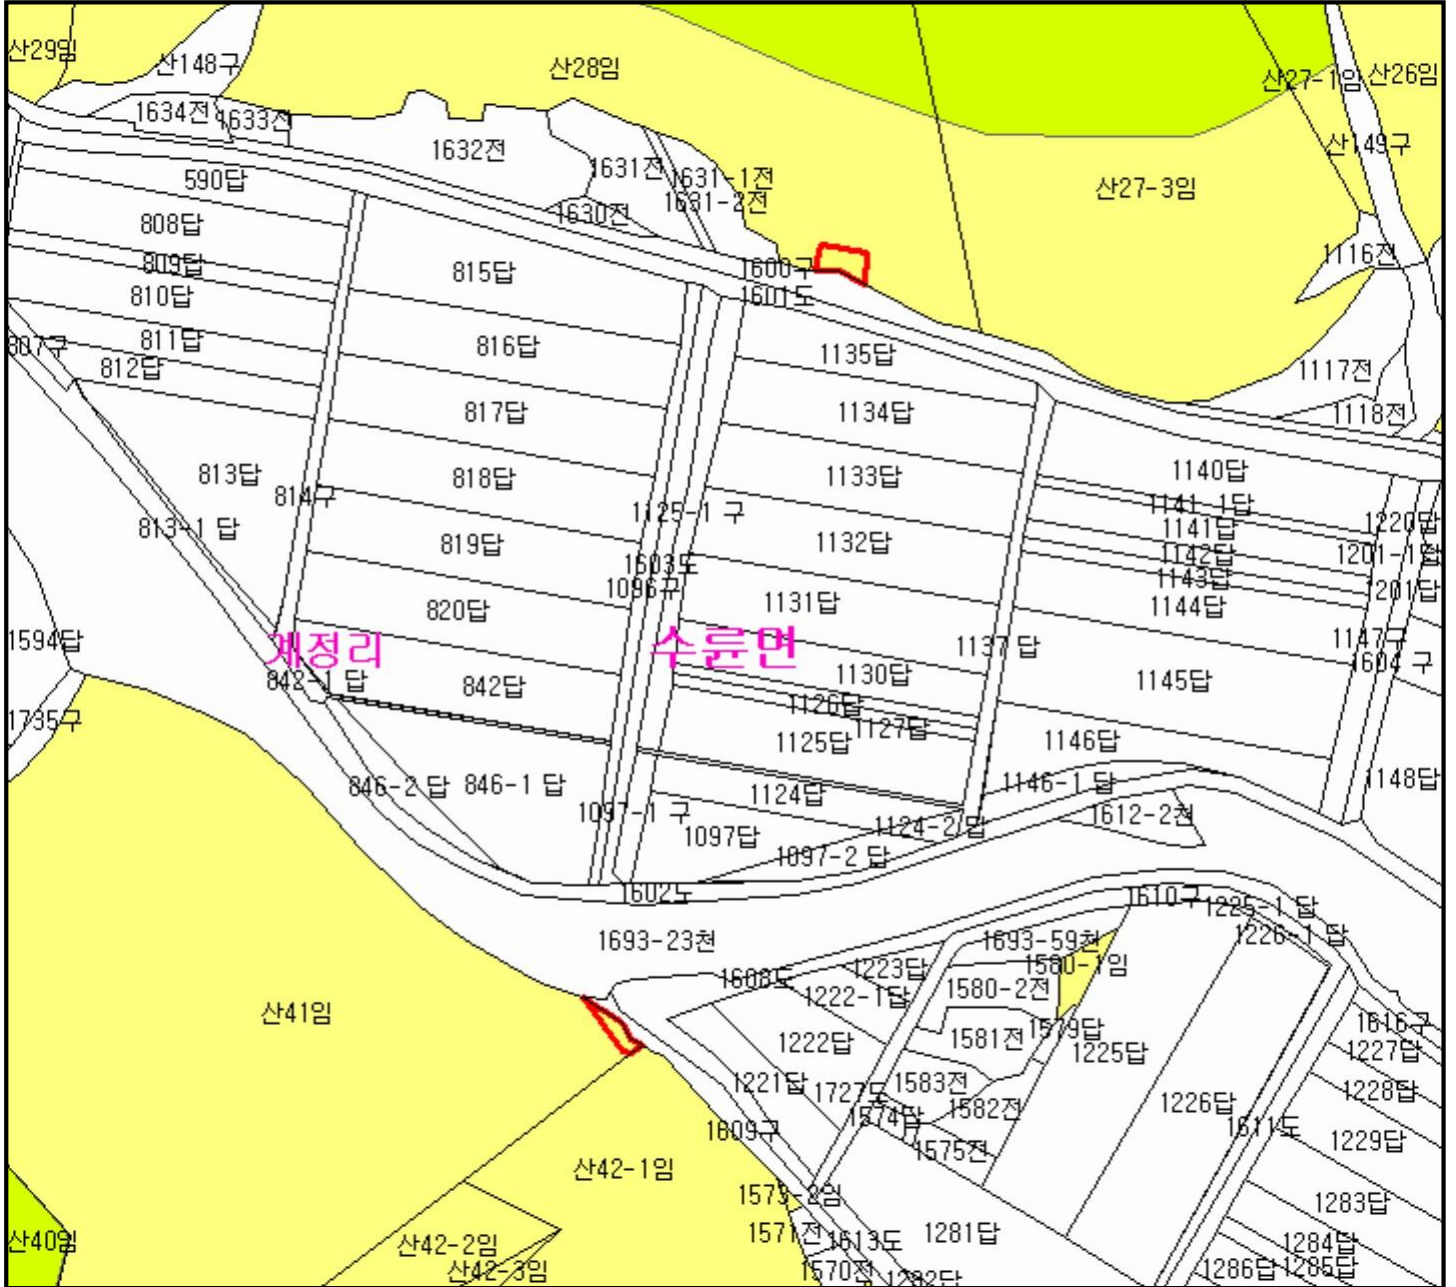 산29임
산148구
산28임
산27-1임
산26임
1634전
1633전
1632전
1631전
1631-1전
1631-2전
1630전
산27-3임
산149구
1116전
590답
808답
809답
810답
811답
812답
807구
815답
1600구
1601도
816답
817답
818답
819답
820답
1135답
1134답
1133답
1132답
1131답
1130답
1117전
1118전
1140답
1141-1답
1141답
1142답
1143답
1144답
1145답
1220답
1201-1답
1201답
1147구
1604 구
813답
814구
813-1 답
1125-1 구
1603도
1096구
1594답
계정리
수륜면
1137 답
842-1 답
842답
1126답
1127답
1125답
1735구
846-2 답
846-1 답
1146답
1146-1 답
1148답
1124답
1097-1 구
1097답
1124-2 답
1612-2천
1097-2 답
1602도
1693-23천
1610구
1225-1 답
1226-1 답
1693-59천
1580-1임
1608도
1223답
1222-1답
1580-2전
산41임
1222답
1581전
1579답
1225답
1616구
1227답
1221답
1727도
1583전
1582전
1574답
1226답
1228답
1609구
1575전
1611도
1229답
산42-1임
1573-2임
1283답
1571전
1613도
1281답
산40임
산42-2임
산42-3임
1284답
1570전
1282답
1286답
1285답